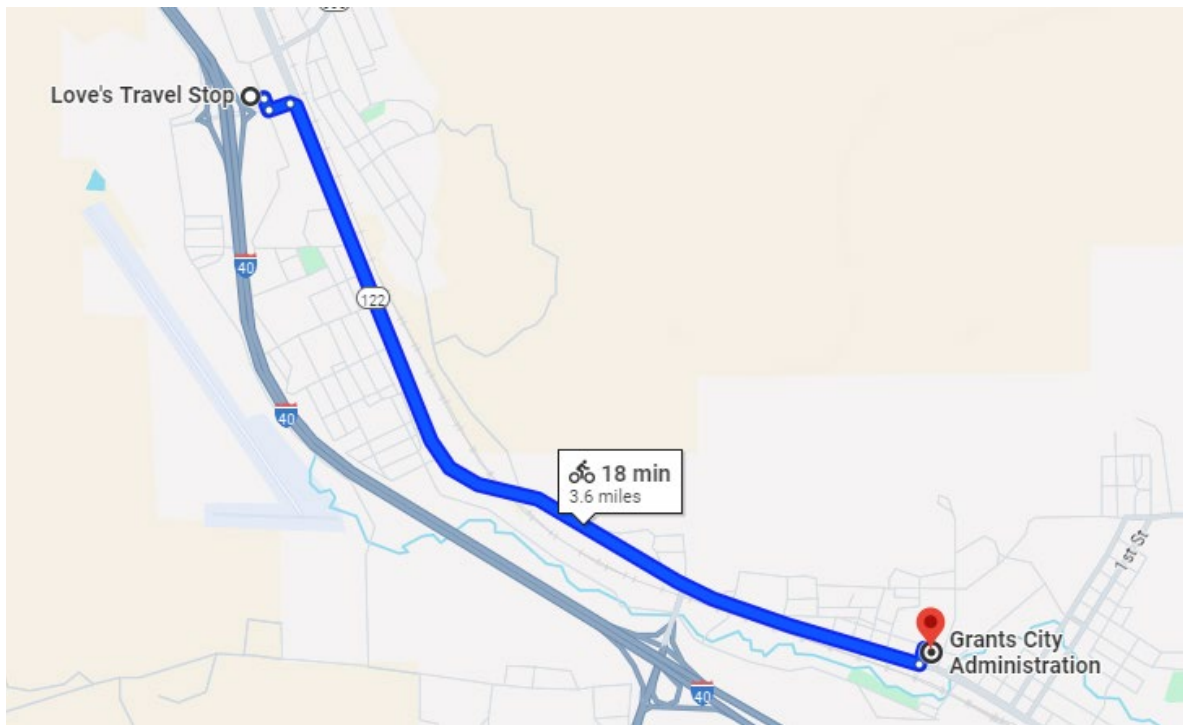 Love's Travel Stop
40
122
40
18 min
3.6 miles
1st St
Grants City
Administration
40